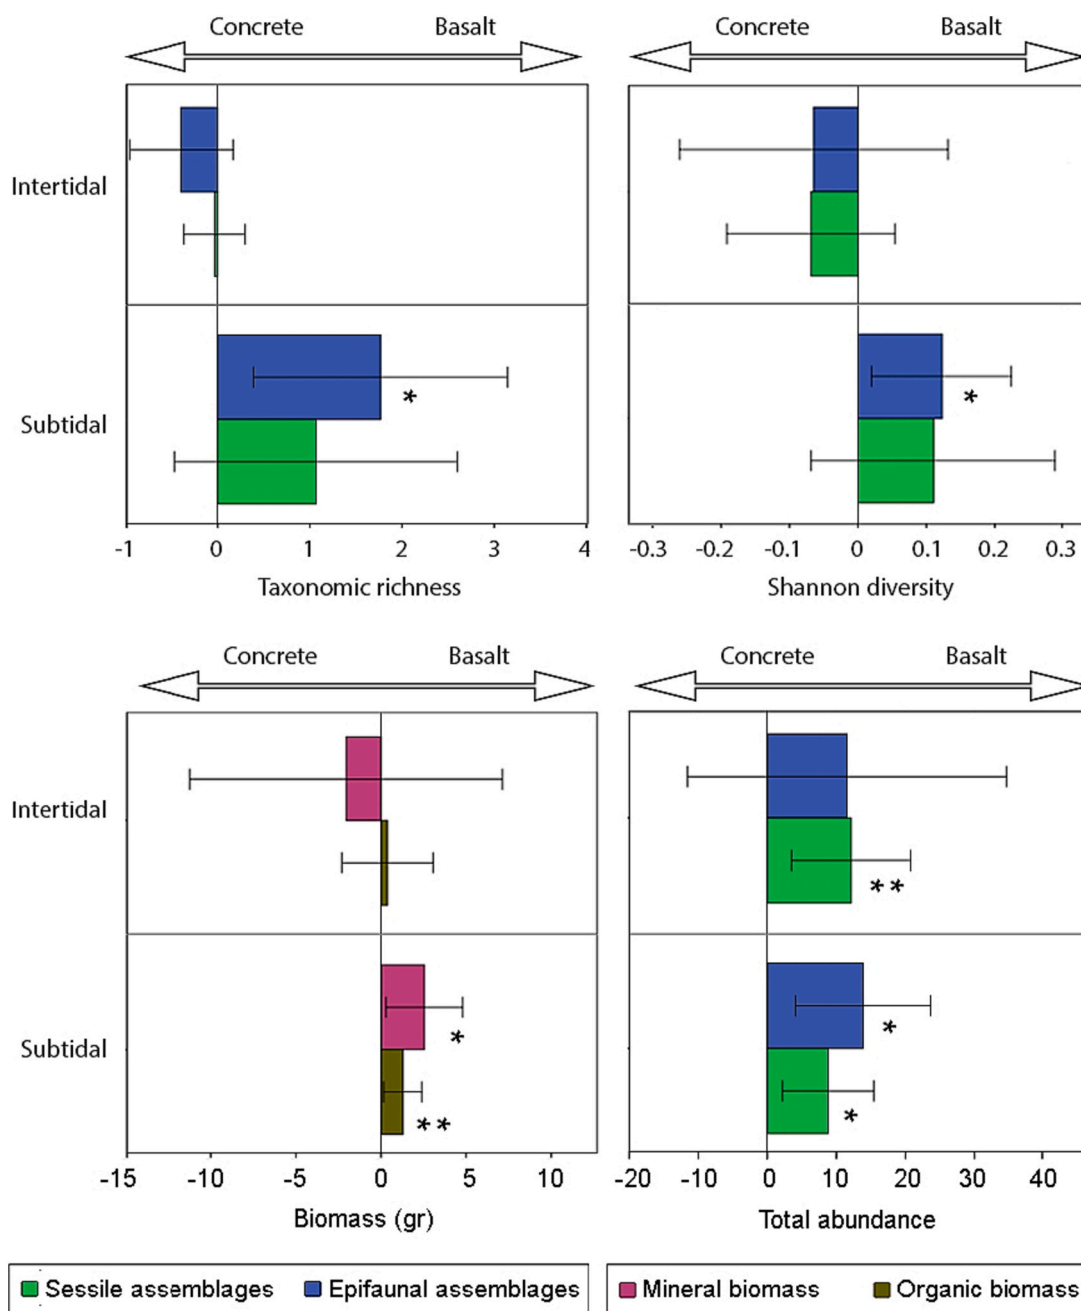 Concrete Basalt
Concrete Basalt
Intertidal
*
*
Subtidal
-1 0 1 2 3 4
Taxonomic richness
-0.3 -0.2 -0.1 0 0.1 0.2 0.3
Shannon diversity
Concrete Basalt
Concrete Basalt
Intertidal
**
*
*
Subtidal
**
*
-15 -10 -5 0 5 10
Biomass (gr)
-20 -10 0 10 20 30 40
Total abundance
Sessile assemblages Epifaunal assemblages
Mineral biomass Organic biomass